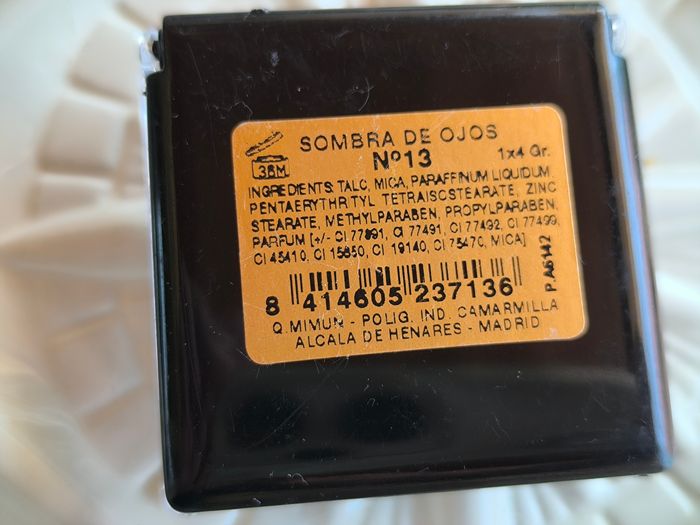 SOMBRA DE OJOS
Nº13
1x4 Gr.
36M
INGREDIENTS: TALC, MICA, PARAFFINUM LIQUIDUM,
PENTAERYTHRITYL TETRAISOSTEARATE, ZINC
STEARATE, METHYLPARABEN, PROPYLPARABEN,
PARFUM [+/- CI 77891, CI 77491, CI 77492, CI 77499,
CI 45410, CI 15850, CI 19140, CI 75470, MICA]
P.A6142
8 414605 237136
Q.MIMUN - POLIG. IND. CAMARMILLA
ALCALA DE HENARES - MADRID